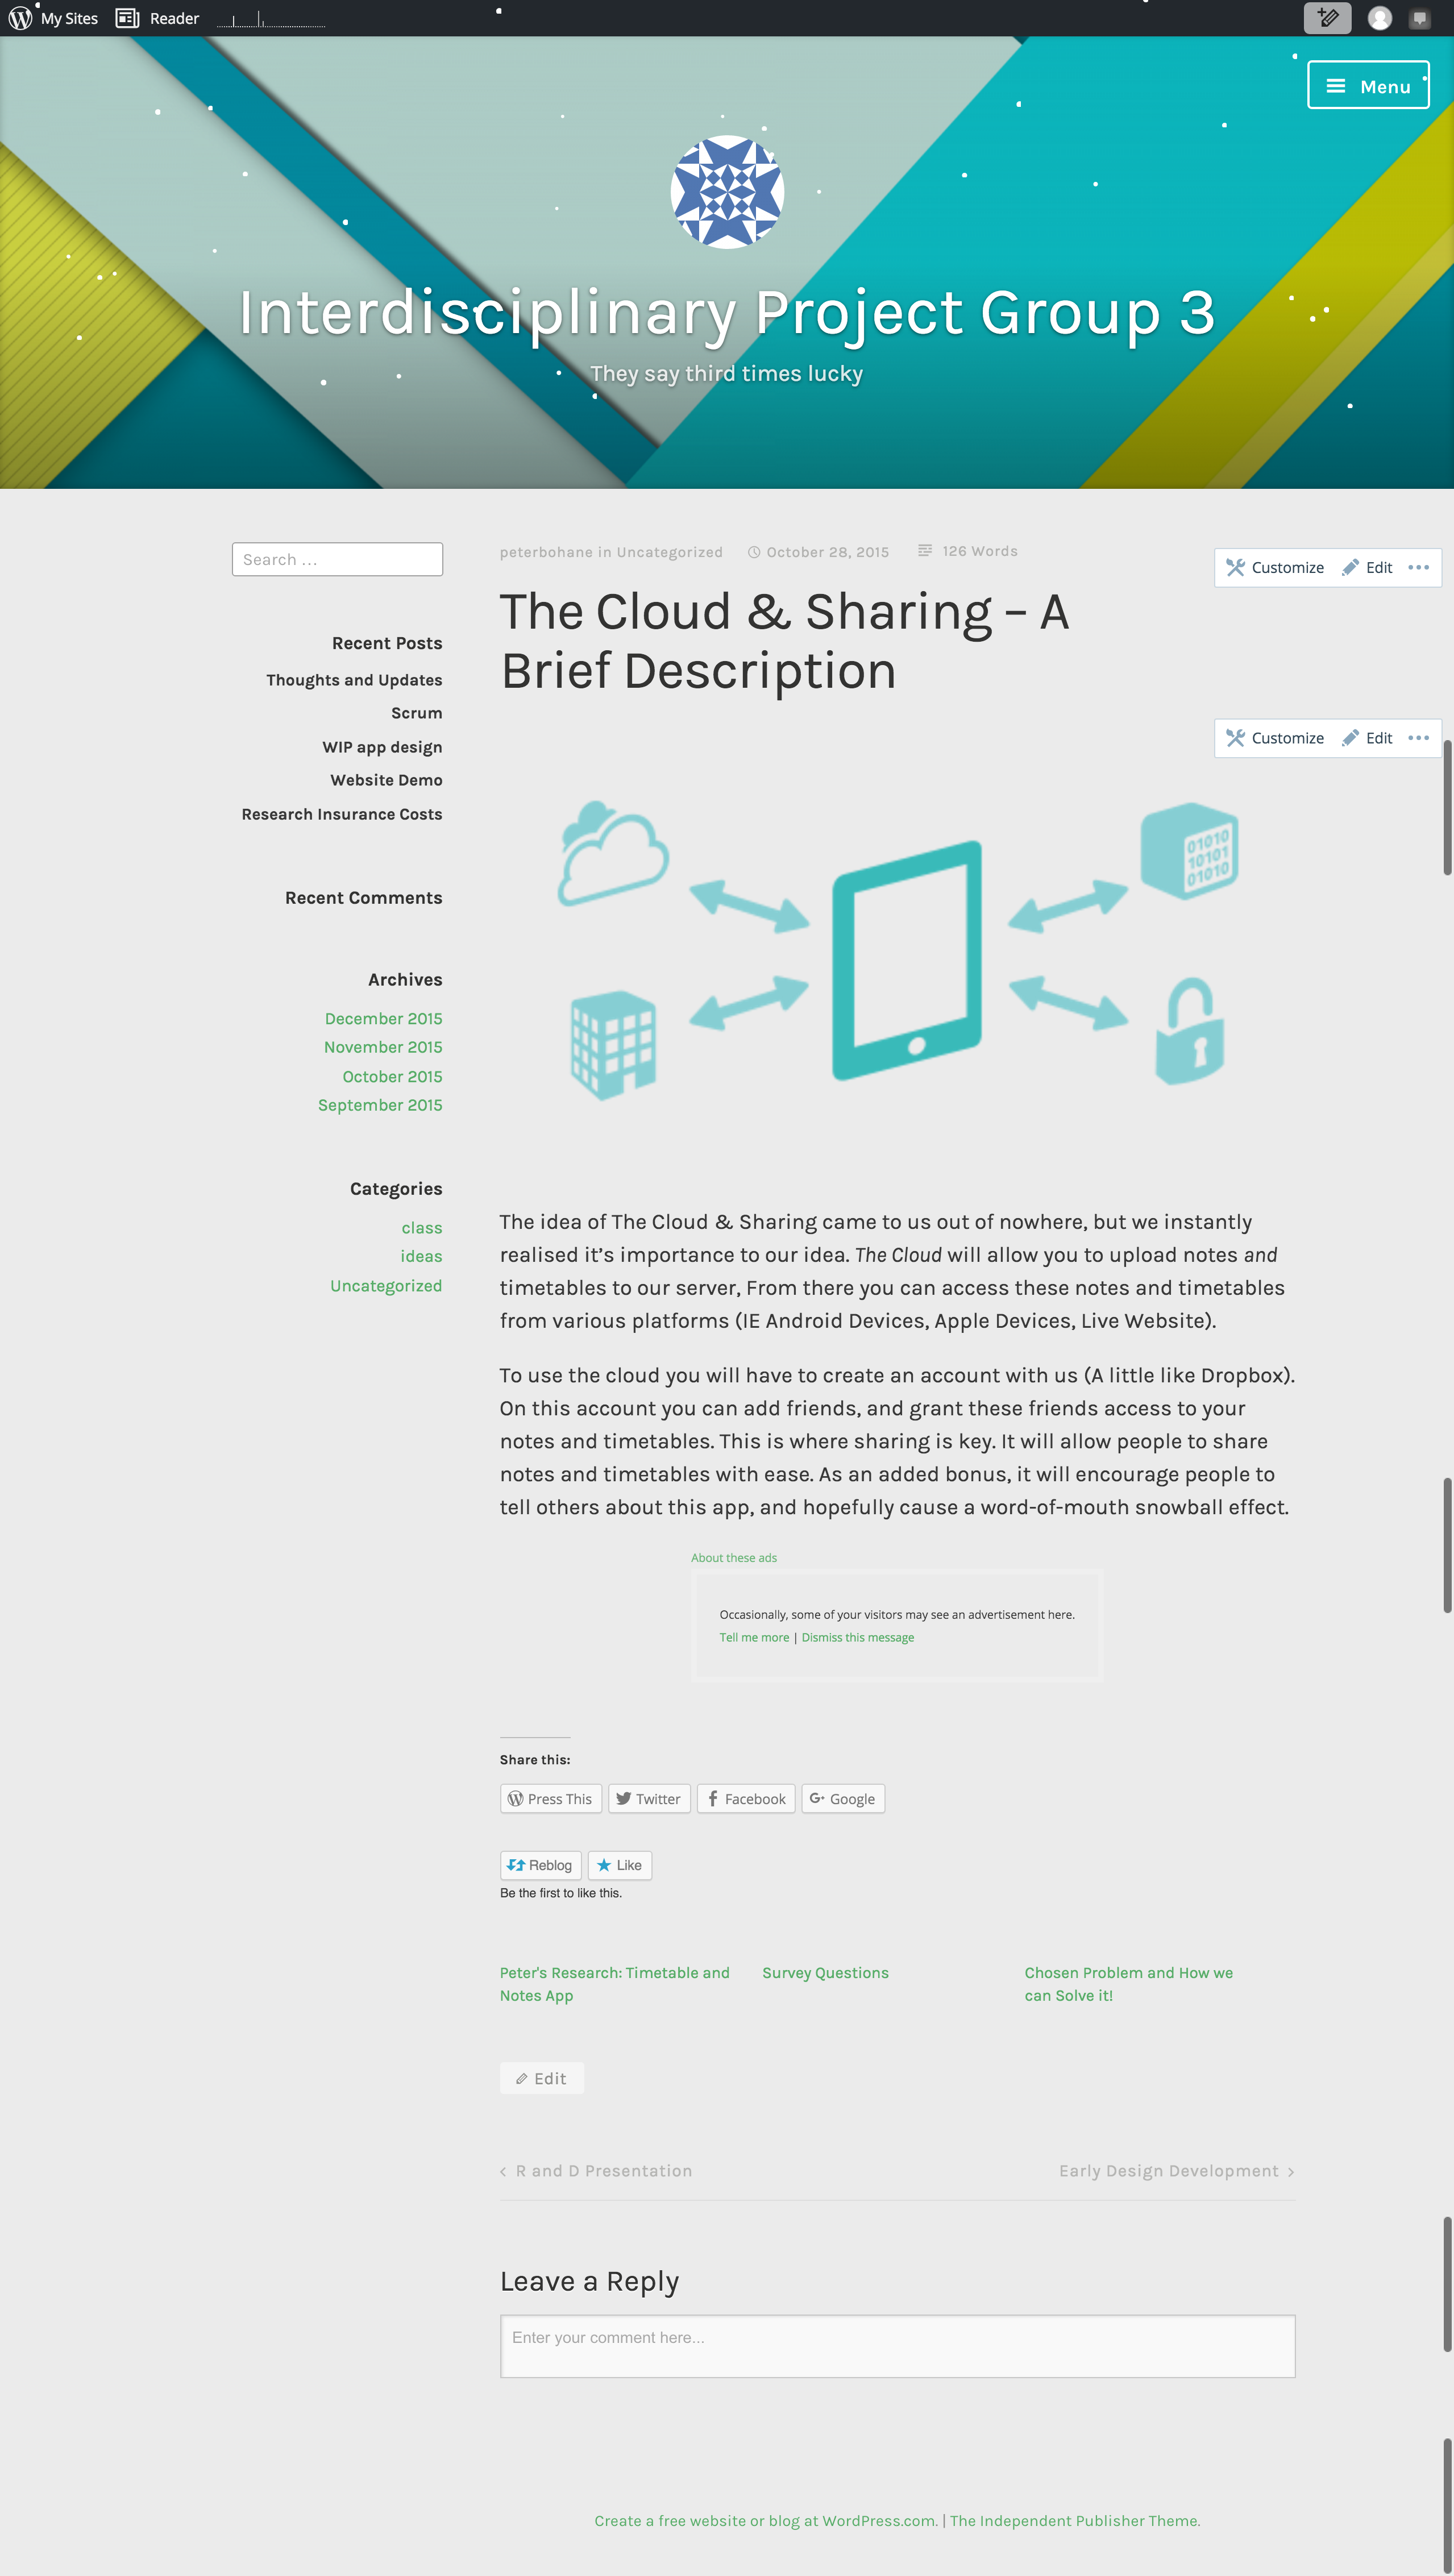 My Sites Reader
Menu
Interdisciplinary Project Group 3
They say third times lucky
Search …
Recent Posts
Thoughts and Updates
Scrum
WIP app design
Website Demo
Research Insurance Costs
Recent Comments
Archives
December 2015
November 2015
October 2015
September 2015
Categories
class
ideas
Uncategorized
peterbohane in Uncategorized October 28, 2015 126 Words
Customize Edit
The Cloud & Sharing – A
Brief Description
Customize Edit
01010
10101
01010
The idea of The Cloud & Sharing came to us out of nowhere, but we instantly
realised it’s importance to our idea. The Cloud will allow you to upload notes and
timetables to our server, From there you can access these notes and timetables
from various platforms (IE Android Devices, Apple Devices, Live Website).
To use the cloud you will have to create an account with us (A little like Dropbox).
On this account you can add friends, and grant these friends access to your
notes and timetables. This is where sharing is key. It will allow people to share
notes and timetables with ease. As an added bonus, it will encourage people to
tell others about this app, and hopefully cause a word-of-mouth snowball effect.
About these ads
Occasionally, some of your visitors may see an advertisement here.
Tell me more | Dismiss this message
Share this:
Press This Twitter Facebook G+ Google
Reblog Like
Be the first to like this.
Peter's Research: Timetable and
Notes App
Survey Questions
Chosen Problem and How we
can Solve it!
Edit
‹ R and D Presentation
Early Design Development ›
Leave a Reply
Enter your comment here...
Create a free website or blog at WordPress.com. | The Independent Publisher Theme.